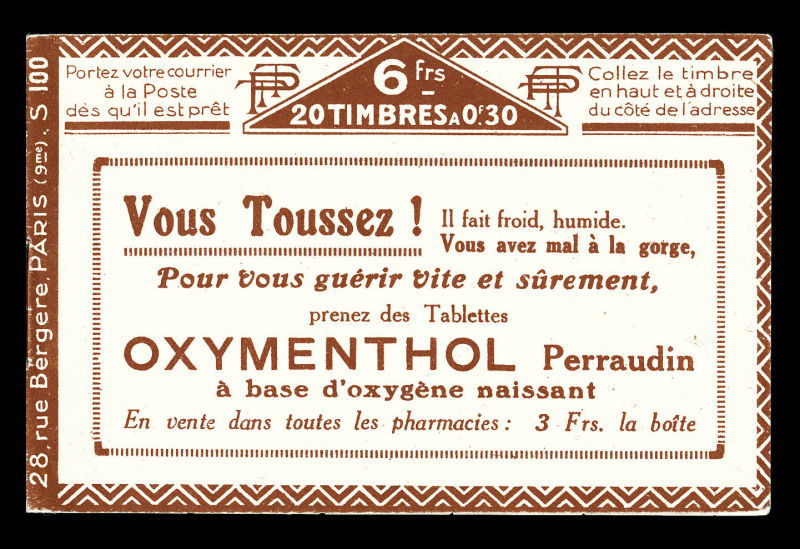 Portez votre courrier
à la Poste
dès qu'il est prêt
PTT
6 frs
20 TIMBRES A 0f.30
PTT
Collez le timbre
en haut et à droite
du côté de l'adresse
28, rue Bergère, PARIS (9me). S 100
Vous Toussez !
Il fait froid, humide.
Vous avez mal à la gorge,
Pour vous guérir vite et sûrement,
prenez des Tablettes
OXYMENTHOL Perraudin
à base d'oxygène naissant
En vente dans toutes les pharmacies : 3 Frs. la boîte